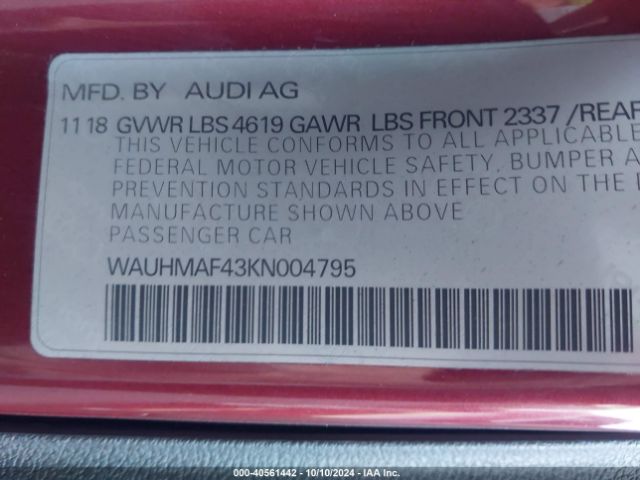 MFD. BY AUDI AG
11 18 GVWR LBS 4619 GAWR LBS FRONT 2337 /REAR
THIS VEHICLE CONFORMS TO ALL APPLICABLE
FEDERAL MOTOR VEHICLE SAFETY, BUMPER
PREVENTION STANDARDS IN EFFECT ON THE
MANUFACTURE SHOWN ABOVE
PASSENGER CAR
WAUHMAF43KN004795
000-40561442 - 10/10/2024 - IAA Inc.